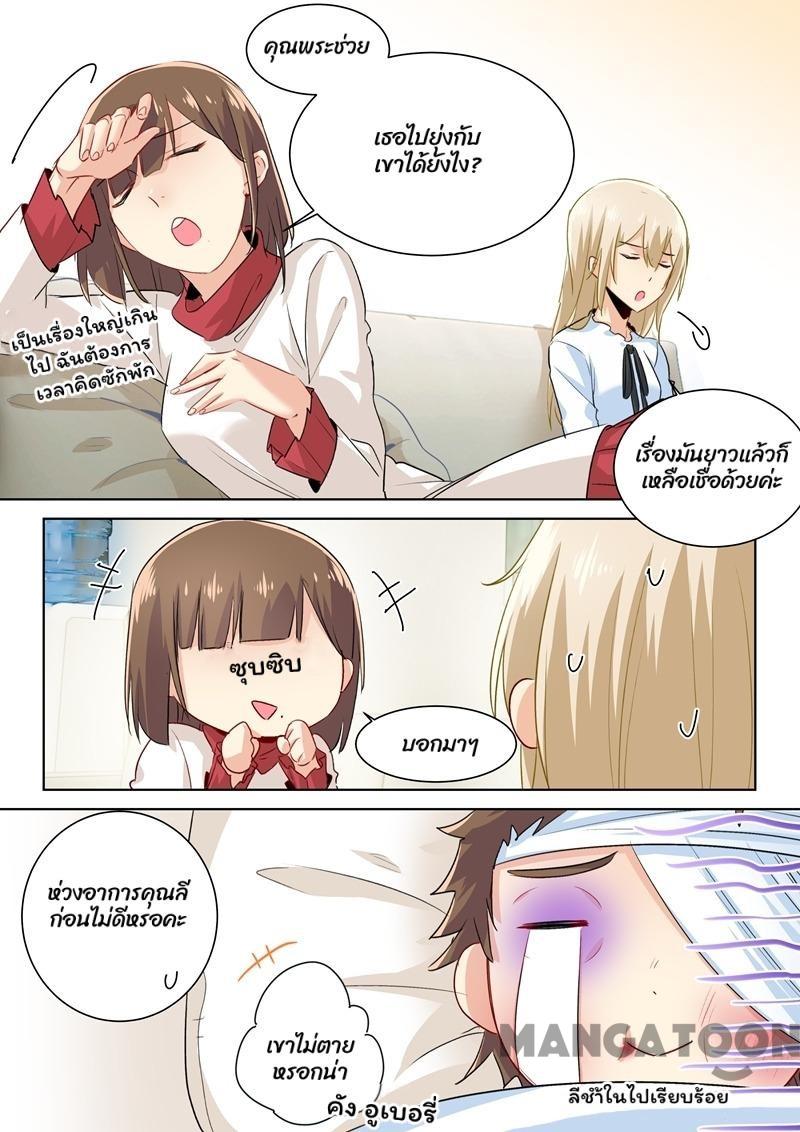 คุณพระช่วย
เธอไปยุ่งกับ
เขาได้ยังไง?
เป็นเรื่องใหญ่เกิน
ไป ฉันต้องการ
เวลาคิดซักพัก
เรื่องมันยาวแล้วก็
เหลือเชื่อด้วยค่ะ
ซุบซิบ
บอกมาๆ
ห่วงอาการคุณลี
ก่อนไม่ดีหรอคะ
เขาไม่ตาย
หรอกน่า
MANGATOON
ลีช้ำในไปเรียบร้อย
คัง อูเบอรี่